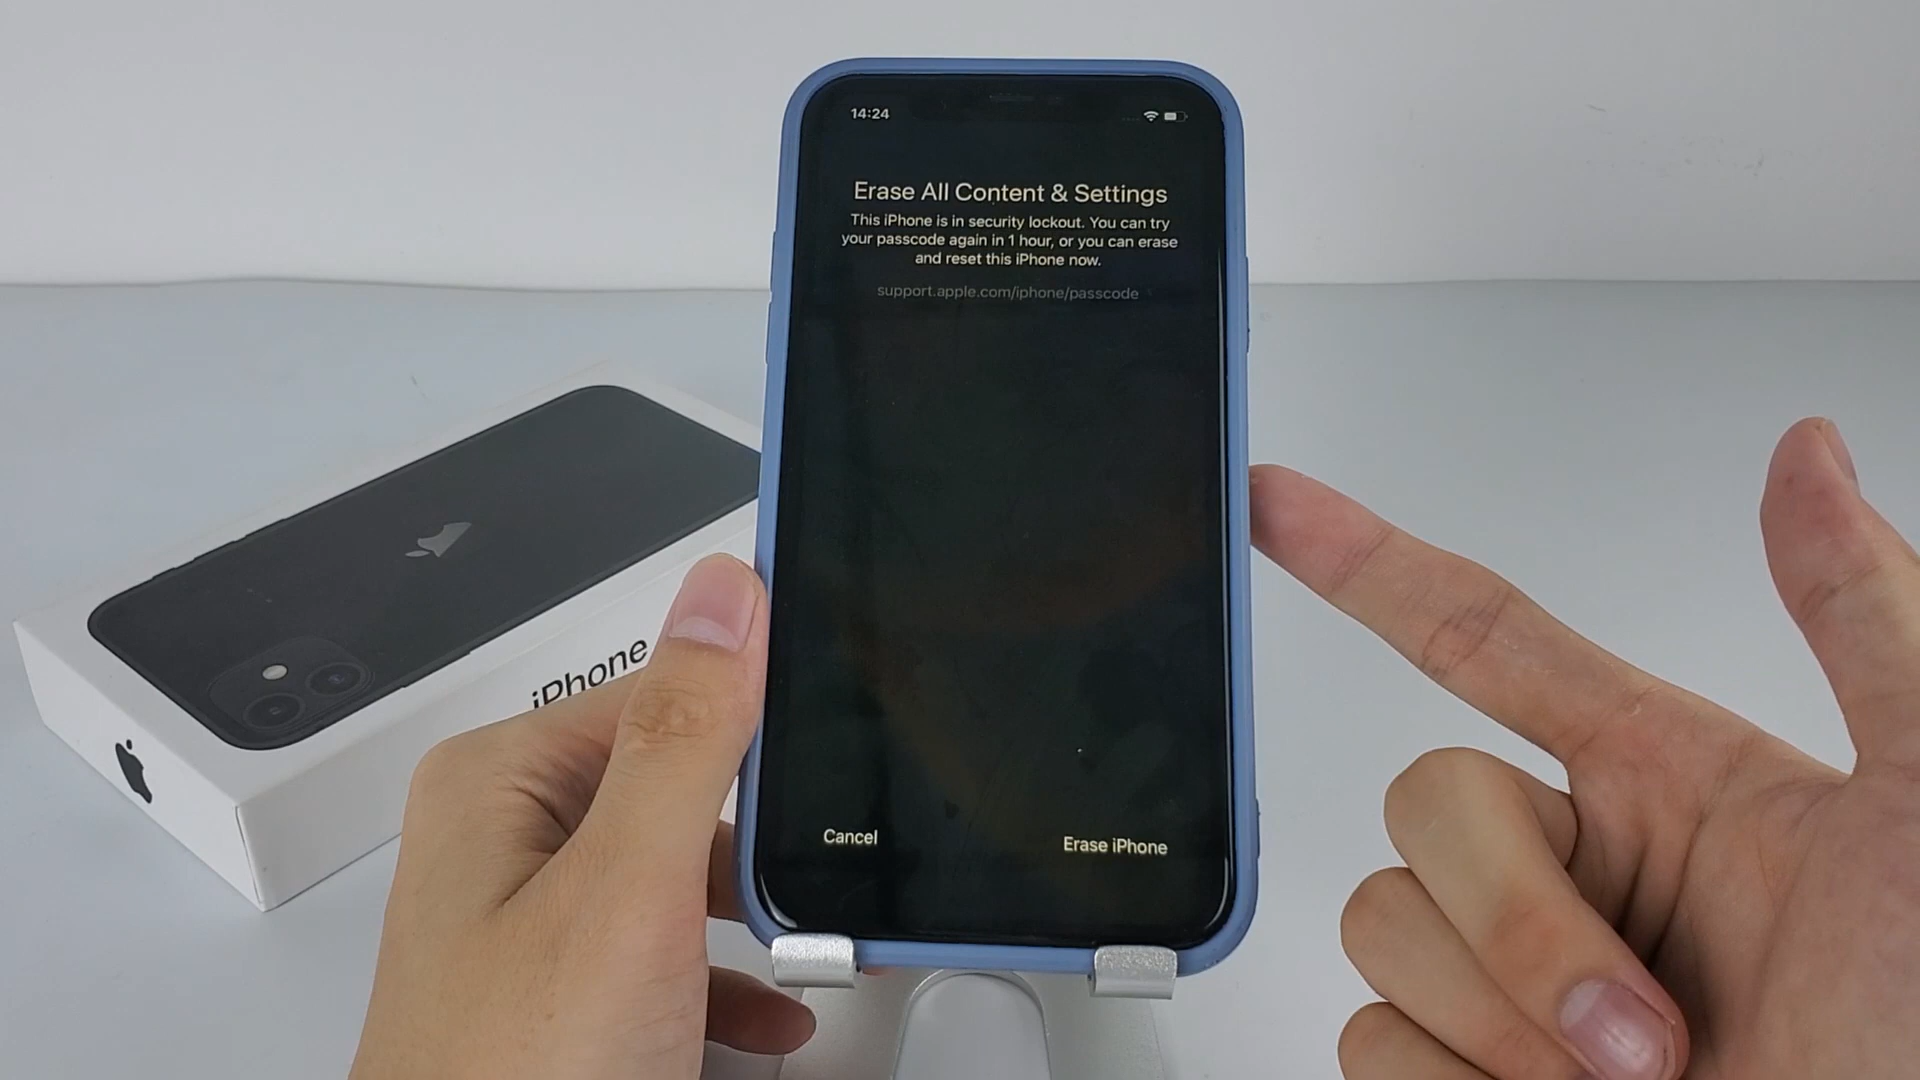 14:24
Erase All Content & Settings
This iPhone is in security lockout. You can try
your passcode again in 1 hour, or you can erase
and reset this iPhone now.
support.apple.com/iphone/passcode
iPhone
Cancel
Erase iPhone